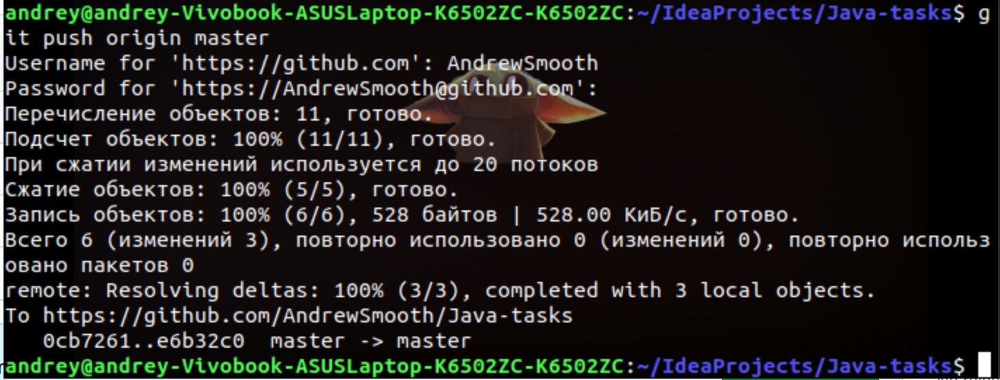 andrey@andrey-Vivobook-ASUSLaptop-K6502ZC-K6502ZC:~/IdeaProjects/Java-tasks$ g
it push origin master
Username for 'https://github.com': AndrewSmooth
Password for 'https://AndrewSmooth@github.com':
Перечисление объектов: 11, готово.
Подсчет объектов: 100% (11/11), готово.
При сжатии изменений используется до 20 потоков
Сжатие объектов: 100% (5/5), готово.
Запись объектов: 100% (6/6), 528 байтов | 528.00 КиБ/с, готово.
Всего 6 (изменений 3), повторно использовано 0 (изменений 0), повторно использ
овано пакетов 0
remote: Resolving deltas: 100% (3/3), completed with 3 local objects.
To https://github.com/AndrewSmooth/Java-tasks
   0cb7261..e6b32c0  master -> master
andrey@andrey-Vivobook-ASUSLaptop-K6502ZC-K6502ZC:~/IdeaProjects/Java-tasks$